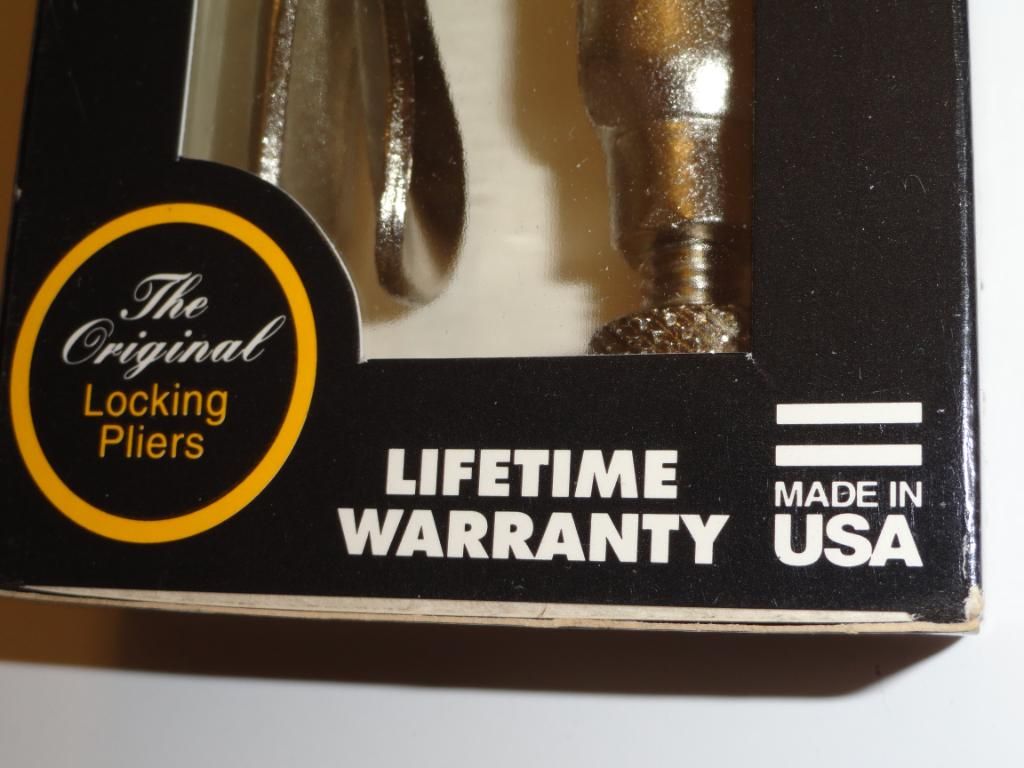 The
Original
Locking
Pliers
LIFETIME
WARRANTY
MADE IN
USA